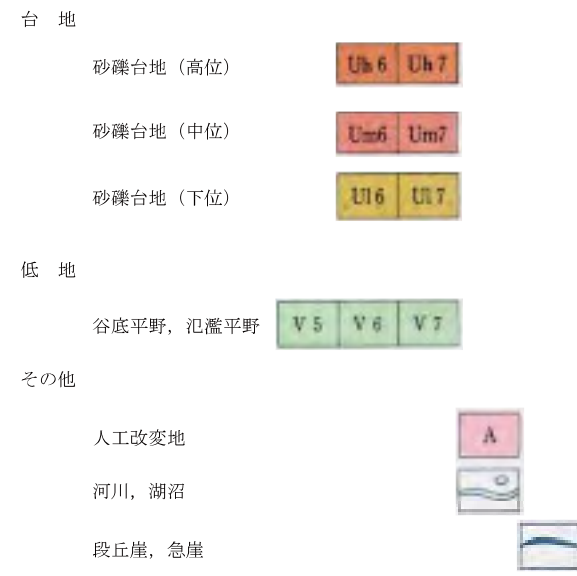 台　地
砂礫台地（高位） Uh 6 Uh 7
砂礫台地（中位） Um6 Um7
砂礫台地（下位） Ul 6 Ul 7
低　地
谷底平野，氾濫平野 V 5 V 6 V 7
その他
人工改変地 A
河川，湖沼
段丘崖，急崖